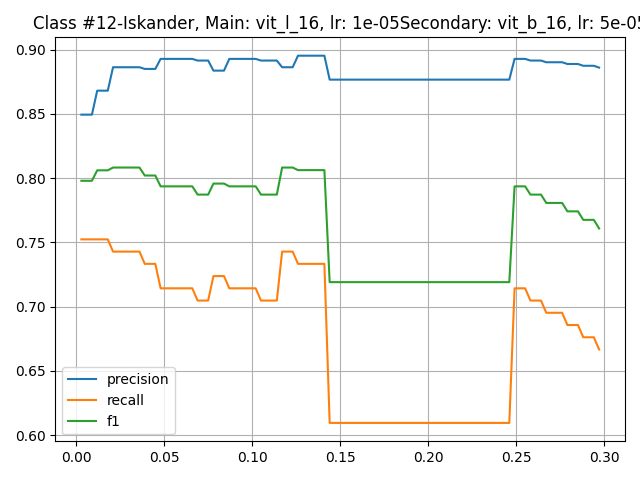 Class #12-Iskander, Main: vit_l_16, lr: 1e-05Secondary: vit_b_16, lr: 5e-05
0.90
0.85
0.80
0.75
0.70
0.65
0.60
precision
recall
f1
0.00 0.05 0.10 0.15 0.20 0.25 0.30